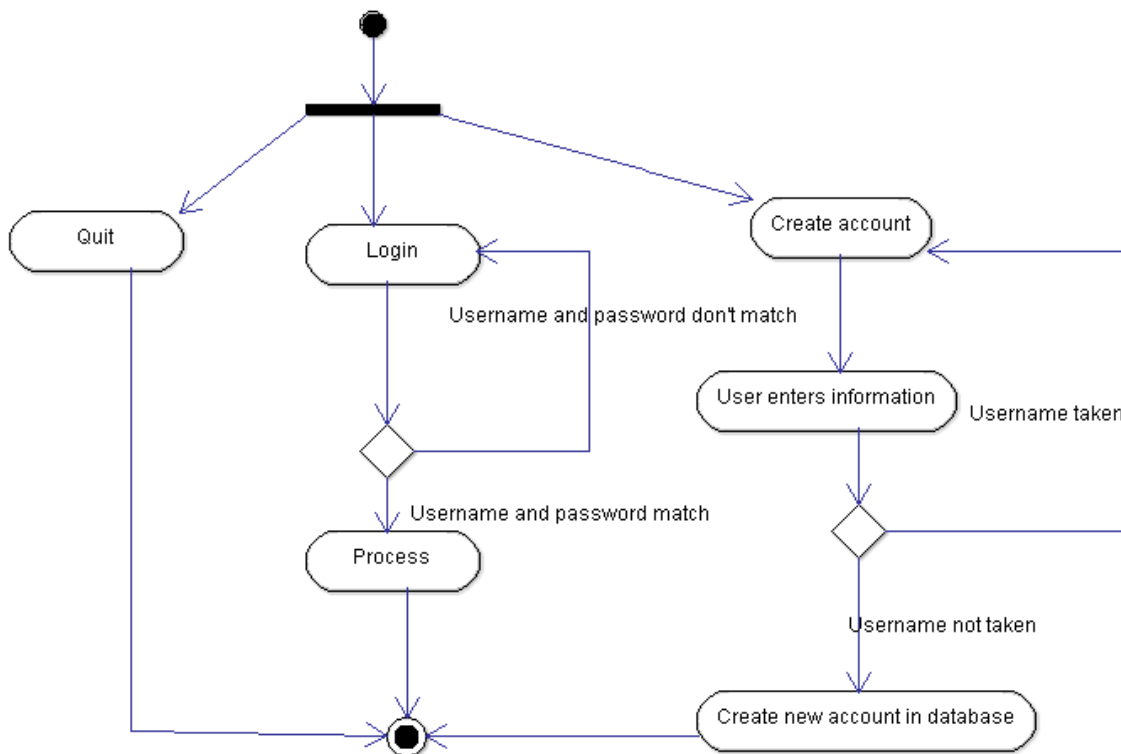 Quit
Login
Create account
Username and password don't match
User enters information
Username taken
Username and password match
Process
Username not taken
Create new account in database